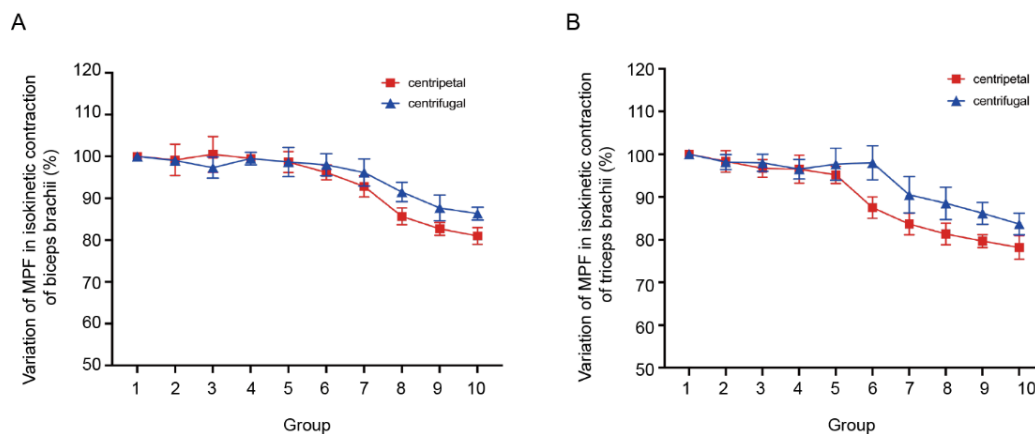 A
Variation of MPF in isokinetic contraction
of biceps brachii (%)
120
110
100
90
80
70
60
50
centripetal
centrifugal
1 2 3 4 5 6 7 8 9 10
Group
B
Variation of MPF in isokinetic contraction
of triceps brachii (%)
120
110
100
90
80
70
60
50
centripetal
centrifugal
1 2 3 4 5 6 7 8 9 10
Group